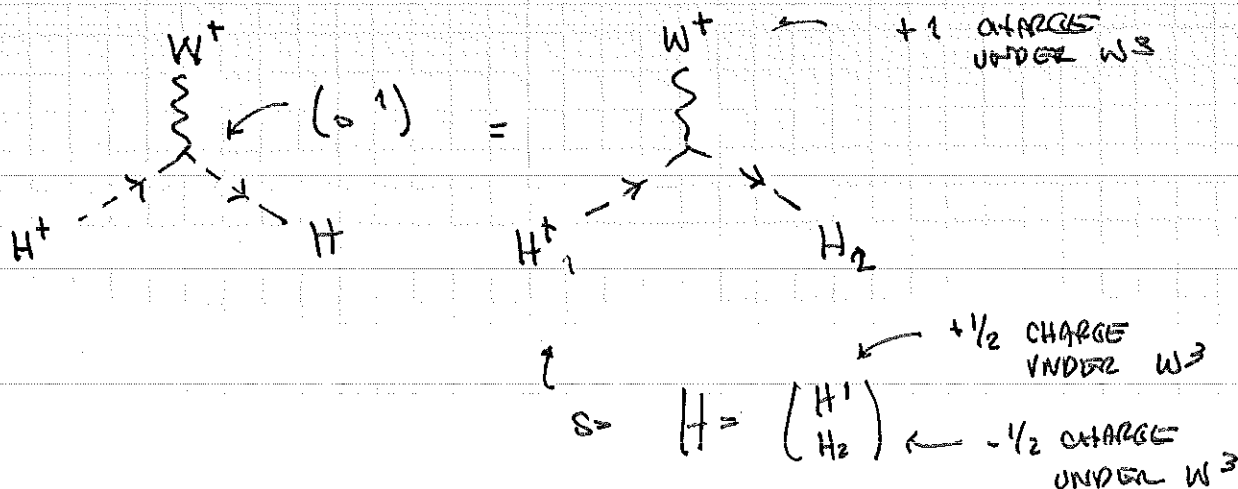 W⁺
(0 1)
=
H†
H
W⁺ ← +1 CHARGE
UNDER W³
H†₁
H₂
+1/2 CHARGE
UNDER W³
So H = (H¹
H₂) ← -1/2 CHARGE
UNDER W³